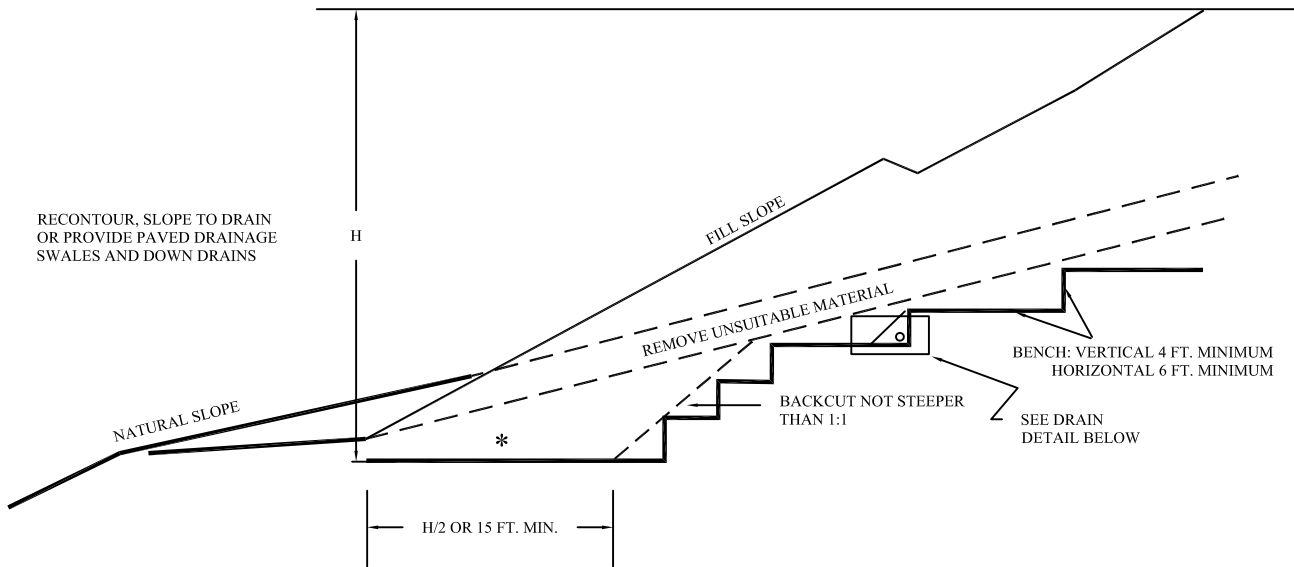 RECONTOUR, SLOPE TO DRAIN
OR PROVIDE PAVED DRAINAGE
SWALES AND DOWN DRAINS
H
FILL SLOPE
REMOVE UNSUITABLE MATERIAL
NATURAL SLOPE
*
BACKCUT NOT STEEPER
THAN 1:1
BENCH: VERTICAL 4 FT. MINIMUM
HORIZONTAL 6 FT. MINIMUM
SEE DRAIN
DETAIL BELOW
H/2 OR 15 FT. MIN.